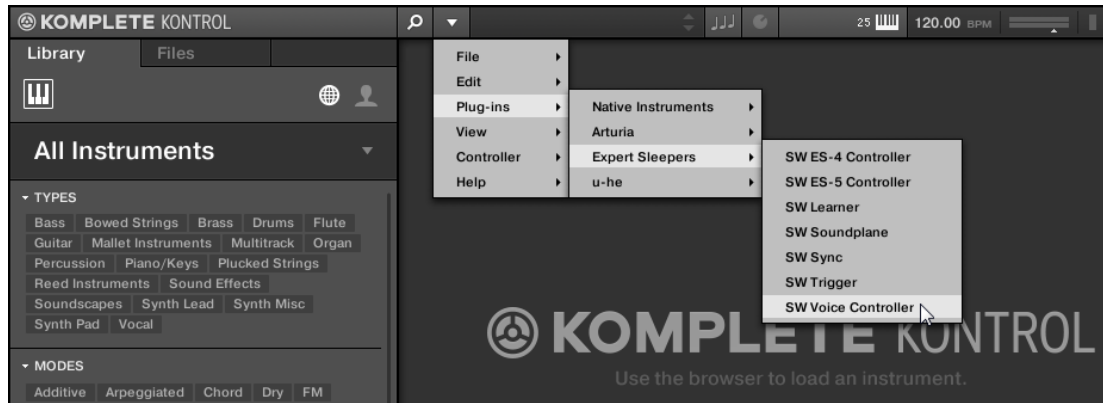 KOMPLETE KONTROL
25
120.00 BPM
Library
Files
All Instruments
TYPES
Bass Bowed Strings Brass Drums Flute
Guitar Mallet Instruments Multitrack Organ
Percussion Piano/Keys Plucked Strings
Reed Instruments Sound Effects
Soundscapes Synth Lead Synth Misc
Synth Pad Vocal
MODES
Additive Arpeggiated Chord Dry FM
File
Edit
Plug-ins
View
Controller
Help
Native Instruments
Arturia
Expert Sleepers
u-he
SW ES-4 Controller
SW ES-5 Controller
SW Learner
SW Soundplane
SW Sync
SW Trigger
SW Voice Controller
KOMPLETE KONTROL
Use the browser to load an instrument.